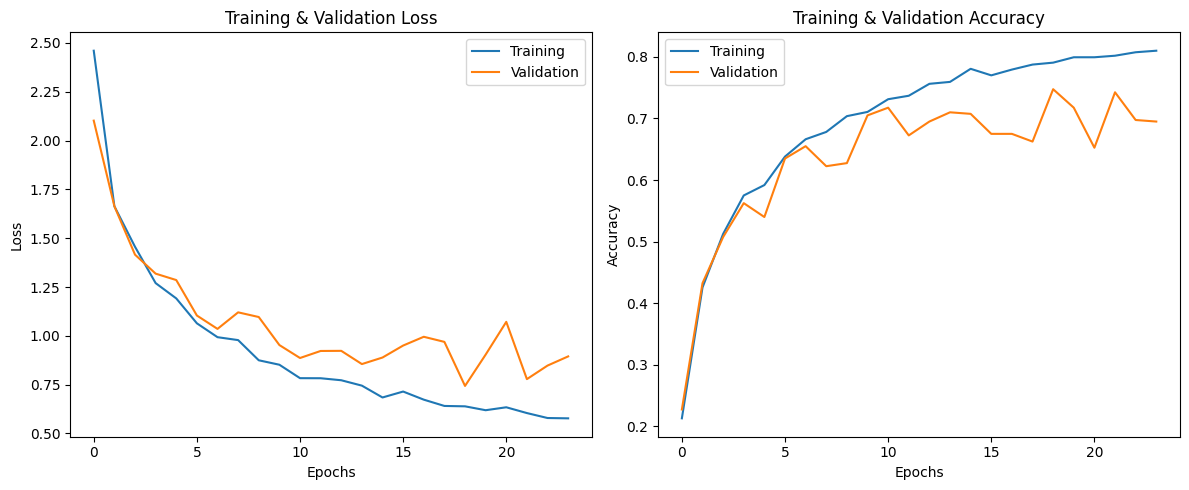 Training & Validation Loss
Training
Validation
2.50
2.25
2.00
1.75
1.50
1.25
1.00
0.75
0.50
Loss
0
5
10
15
20
Epochs
Training & Validation Accuracy
Training
Validation
0.8
0.7
0.6
0.5
0.4
0.3
0.2
Accuracy
0
5
10
15
20
Epochs